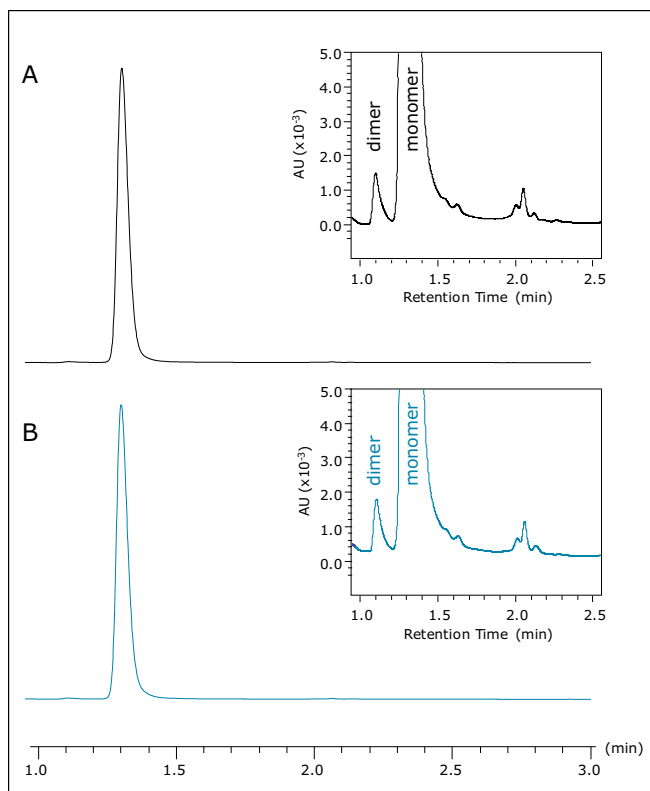 A
5.0
4.0
3.0
2.0
1.0
0.0
AU (x10⁻³)
dimer
monomer
1.0 1.5 2.0 2.5
Retention Time (min)
B
5.0
4.0
3.0
2.0
1.0
0.0
AU (x10⁻³)
dimer
monomer
1.0 1.5 2.0 2.5
Retention Time (min)
(min)
1.0 1.5 2.0 2.5 3.0